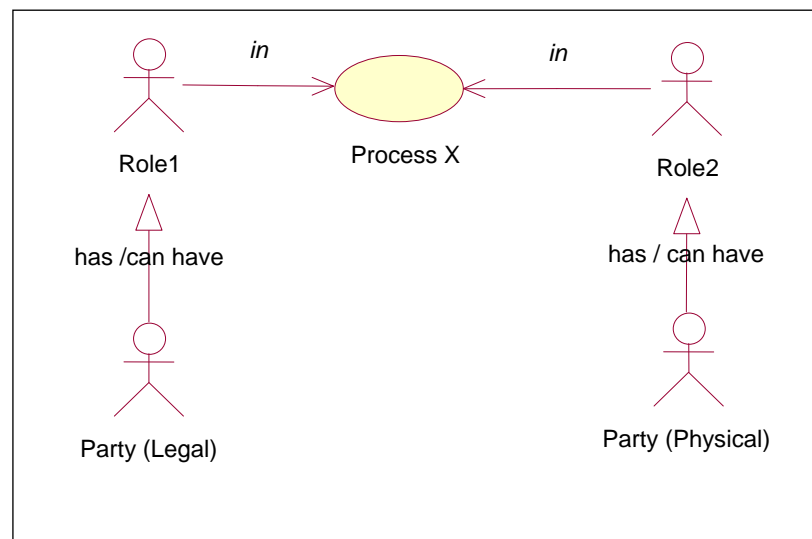 in
in
Process X
Role1
Role2
has /can have
has / can have
Party (Legal)
Party (Physical)